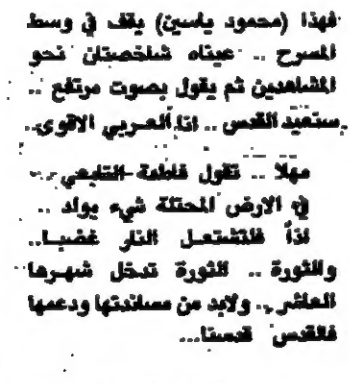 فهذا (محمود ياسين) يقف في وسط
المسرح .. عيناه شاخصتان نحو
المشاهدين ثم يقول بصوت مرتفع ..
ستعيد القدس .. انا العربي الاقوى..
مهلا .. تقول فاطمة التابعي ..
في الارض المحتلة شيء يولد ..
لذا فلتشتعل النار غضبا..
والثورة .. الثورة تدخل شهرها
العاشر .. ولابد من مساندتها ودعمها
فالقدس قدسنا...